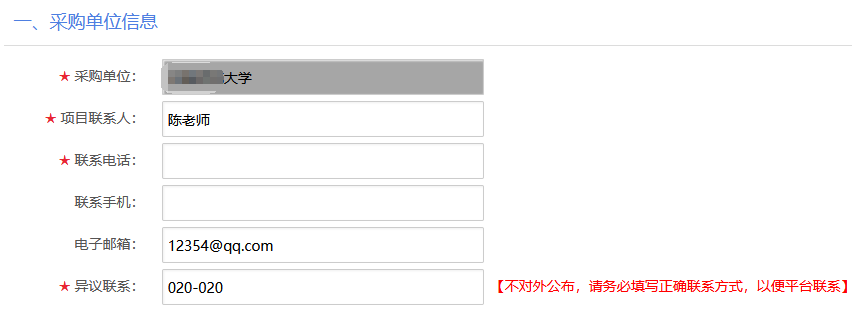 一、采购单位信息
★ 采购单位： 大学
★ 项目联系人： 陈老师
★ 联系电话：
联系手机：
电子邮箱： 12354@qq.com
★ 异议联系： 020-020 【不对外公布，请务必填写正确联系方式，以便平台联系】